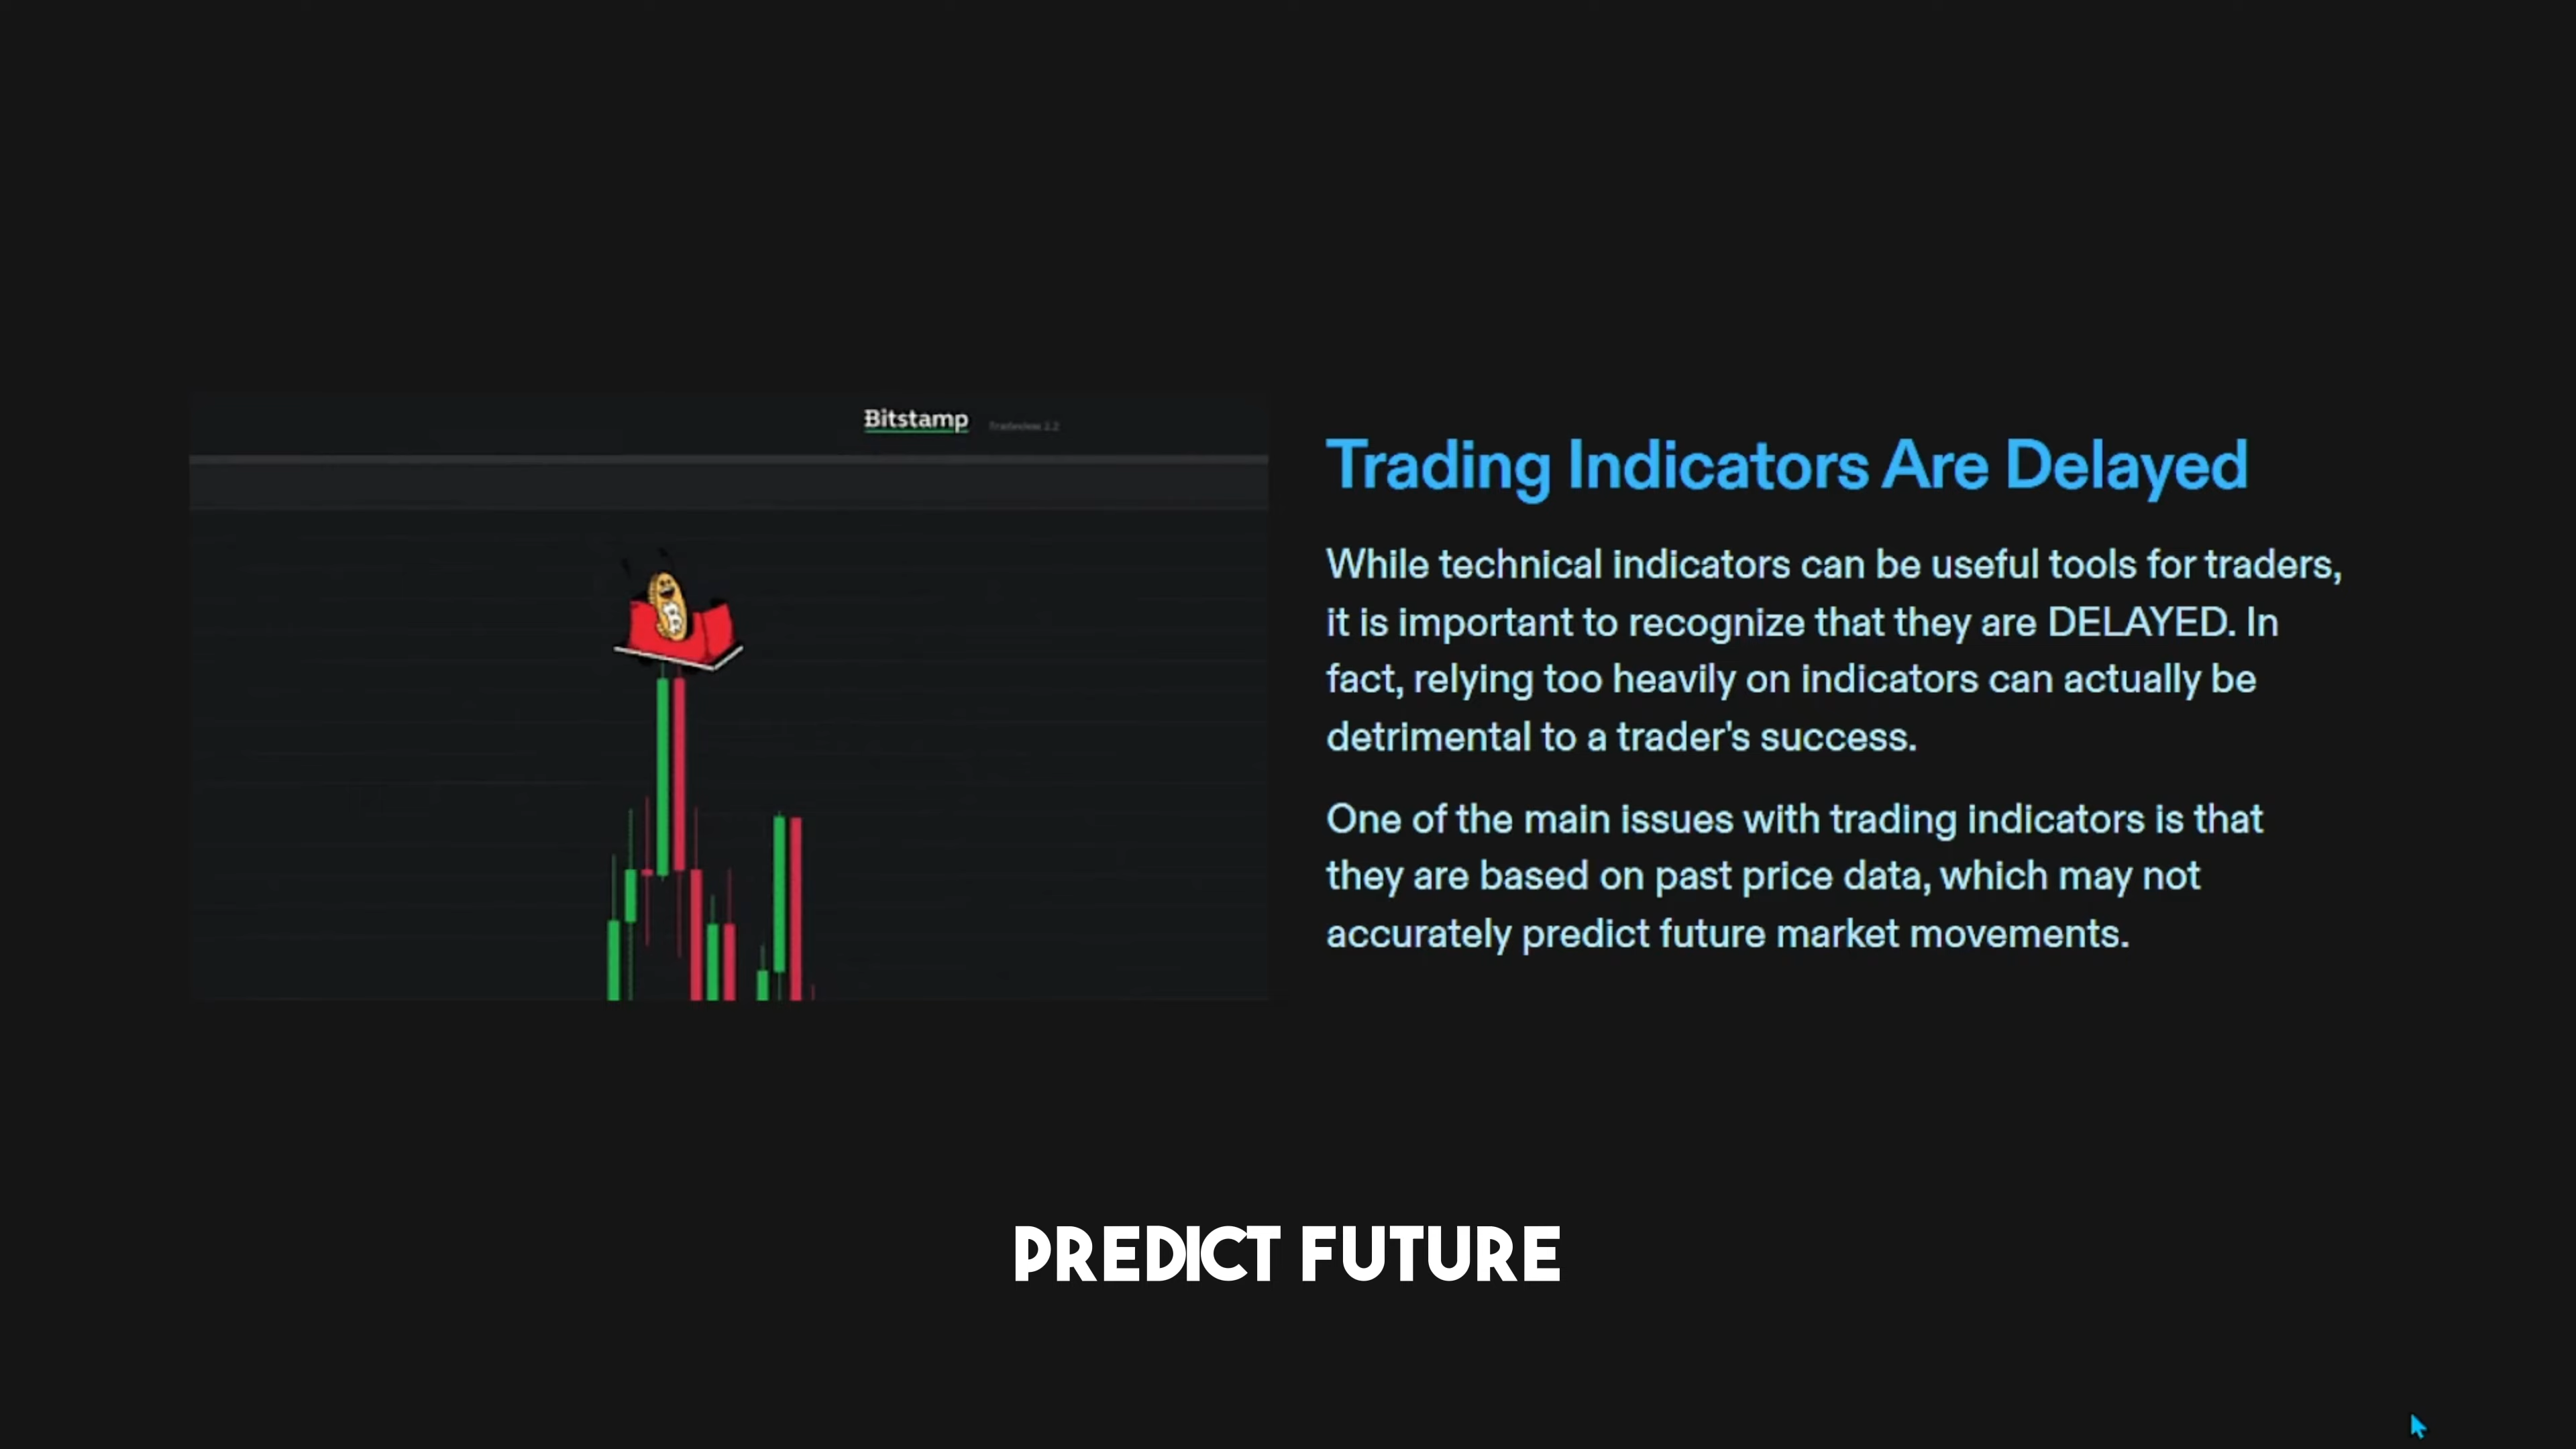 Bitstamp
Trading Indicators Are Delayed
While technical indicators can be useful tools for traders,
it is important to recognize that they are DELAYED. In
fact, relying too heavily on indicators can actually be
detrimental to a trader's success.
One of the main issues with trading indicators is that
they are based on past price data, which may not
accurately predict future market movements.
PREDICT FUTURE